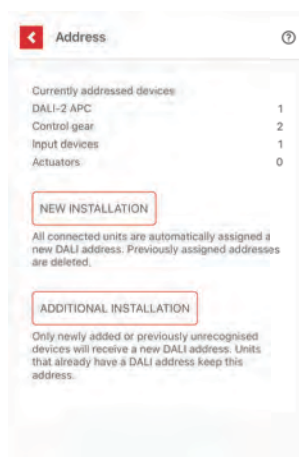 Address
Currently addressed devices
DALI-2 APC 1
Control gear 2
Input devices 1
Actuators 0
NEW INSTALLATION
All connected units are automatically assigned a
new DALI address. Previously assigned addresses
are deleted.
ADDITIONAL INSTALLATION
Only newly added or previously unrecognised
devices will receive a new DALI address. Units
that already have a DALI address keep this
address.